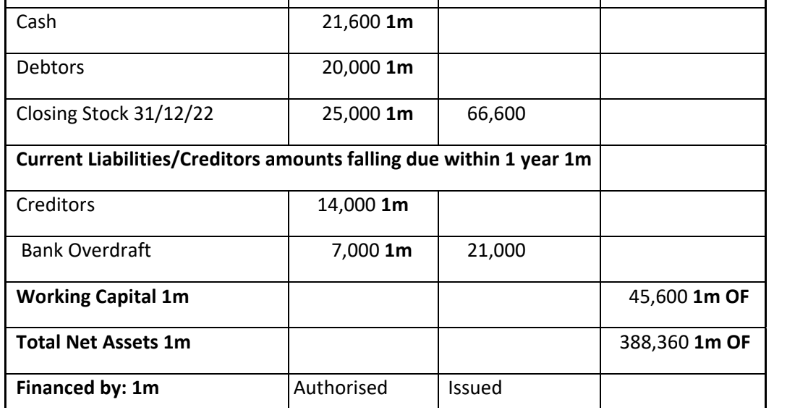 Cash 21,600 1m
Debtors 20,000 1m
Closing Stock 31/12/22 25,000 1m 66,600
Current Liabilities/Creditors amounts falling due within 1 year 1m
Creditors 14,000 1m
Bank Overdraft 7,000 1m 21,000
Working Capital 1m 45,600 1m OF
Total Net Assets 1m 388,360 1m OF
Financed by: 1m Authorised Issued